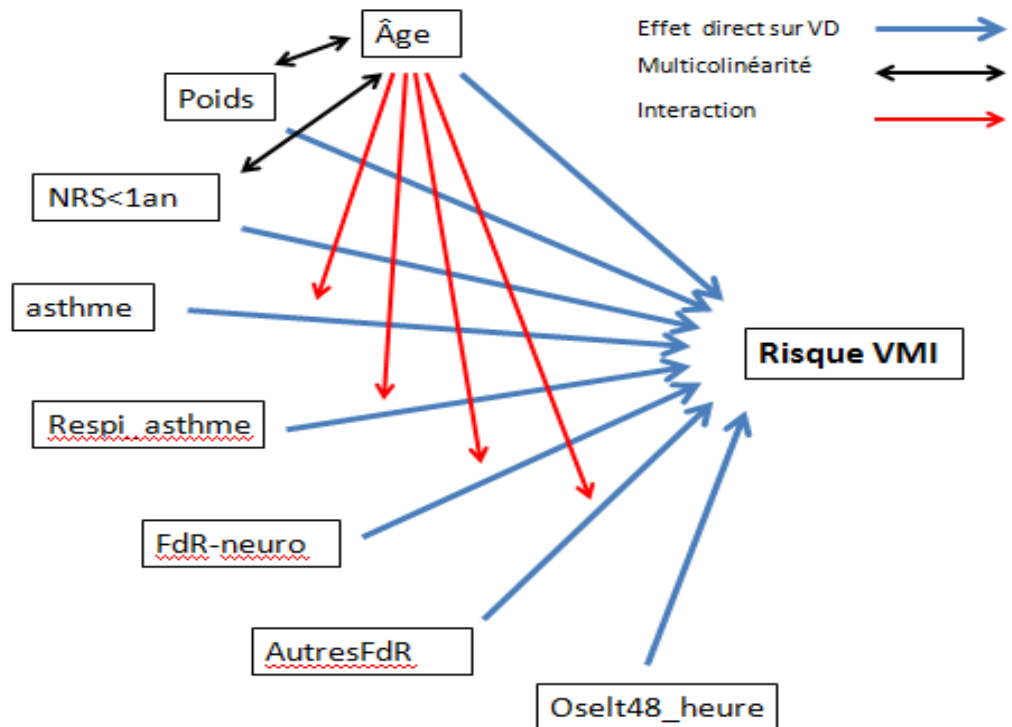 Âge
Effet direct sur VD
Multicolinéarité
Interaction
Poids
NRS<1an
asthme
Risque VMI
Respi_asthme
FdR-neuro
AutresFdR
Oselt48_heure